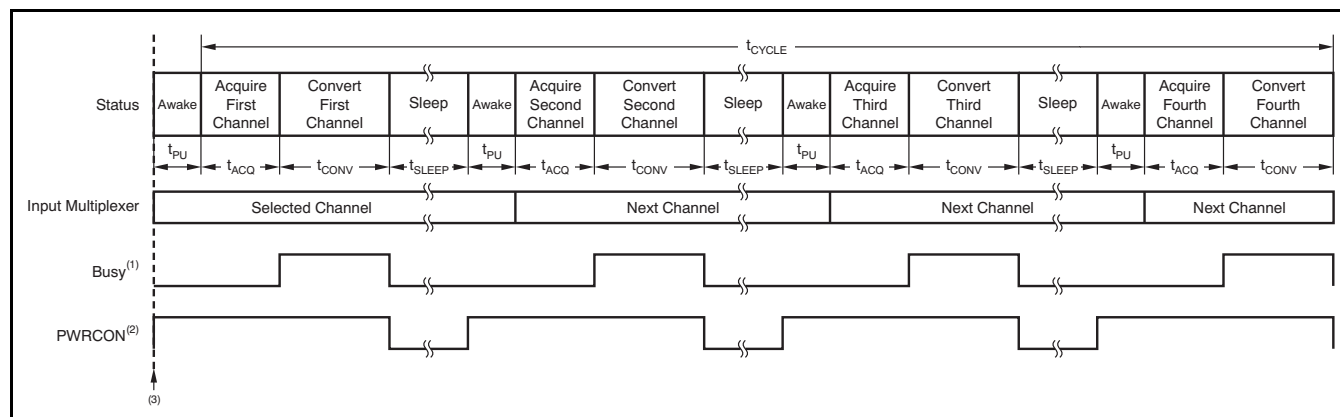 tCYCLE
Status
Awake
Acquire
First
Channel
Convert
First
Channel
Sleep
Awake
Acquire
Second
Channel
Convert
Second
Channel
Sleep
Awake
Acquire
Third
Channel
Convert
Third
Channel
Sleep
Awake
Acquire
Fourth
Channel
Convert
Fourth
Channel
tPU
tACQ
tCONV
tSLEEP
tPU
tACQ
tCONV
tSLEEP
tPU
tACQ
tCONV
tSLEEP
tPU
tACQ
tCONV
Input Multiplexer
Selected Channel
Next Channel
Next Channel
Next Channel
Busy(1)
PWRCON(2)
(3)